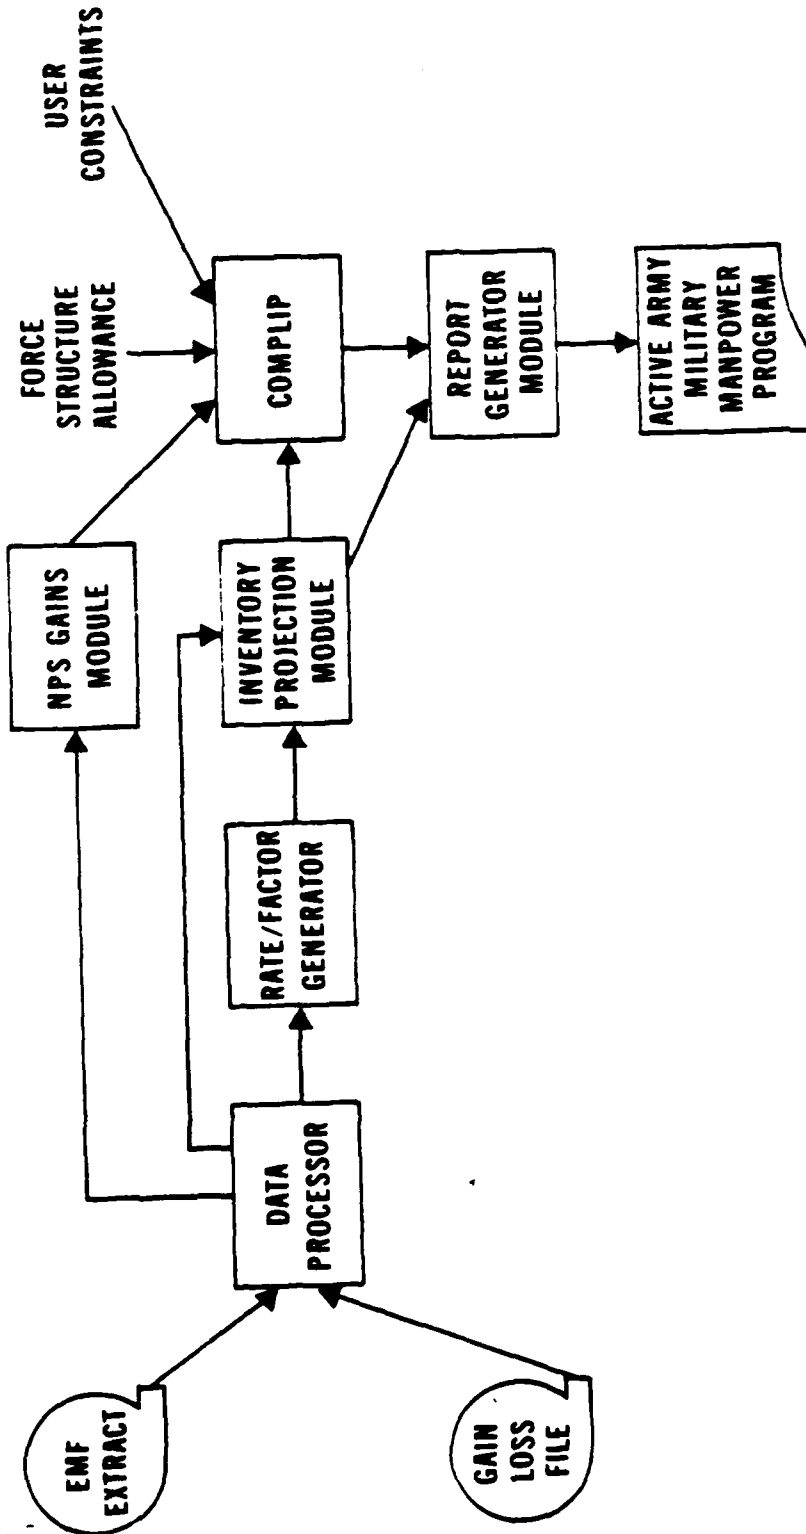 EMF
EXTRACT
GAIN
LOSS
FILE
DATA
PROCESSOR
RATE/FACTOR
GENERATOR
NPS GAINS
MODULE
INVENTORY
PROJECTION
MODULE
FORCE
STRUCTURE
ALLOWANCE
USER
CONSTRAINTS
COMPLIP
REPORT
GENERATOR
MODULE
ACTIVE ARMY
MILITARY
MANPOWER
PROGRAM